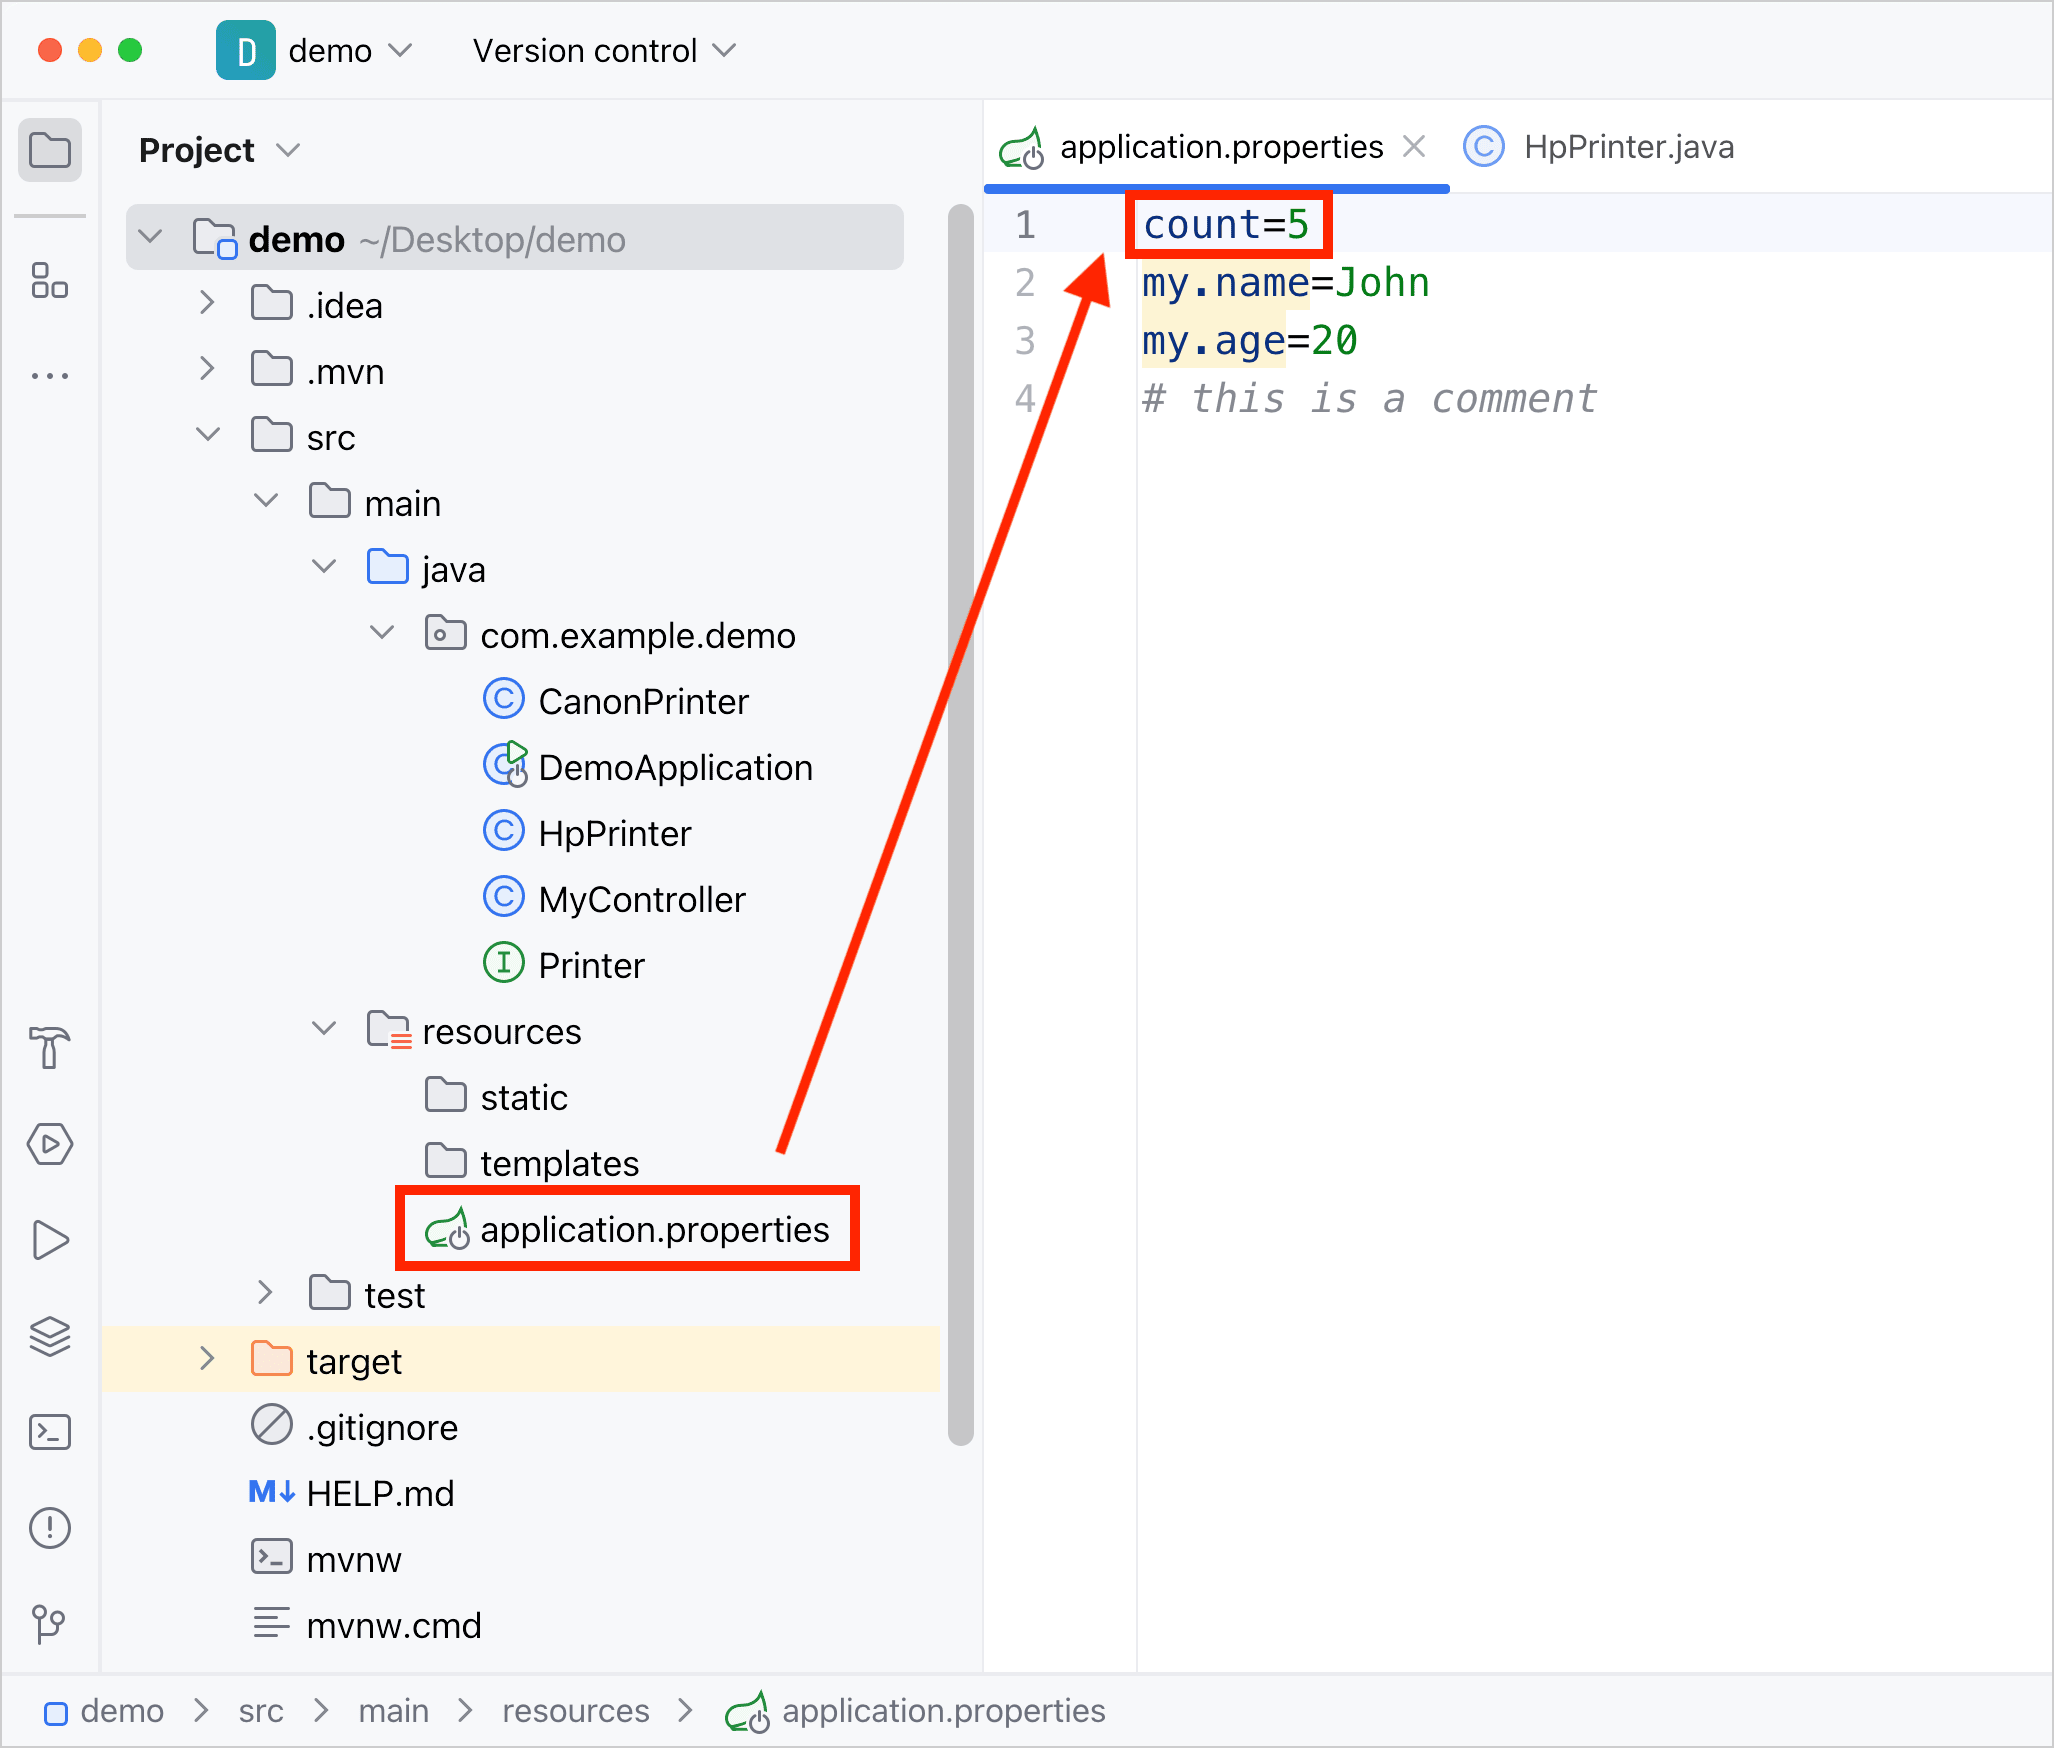 D demo Version control
Project
demo ~/Desktop/demo
.idea
.mvn
src
main
java
com.example.demo
C CanonPrinter
C DemoApplication
C HpPrinter
C MyController
I Printer
resources
static
templates
application.properties
test
target
.gitignore
M↓ HELP.md
mvnw
mvnw.cmd
application.properties C HpPrinter.java
1 count=5
2 my.name=John
3 my.age=20
4 # this is a comment
demo > src > main > resources > application.properties